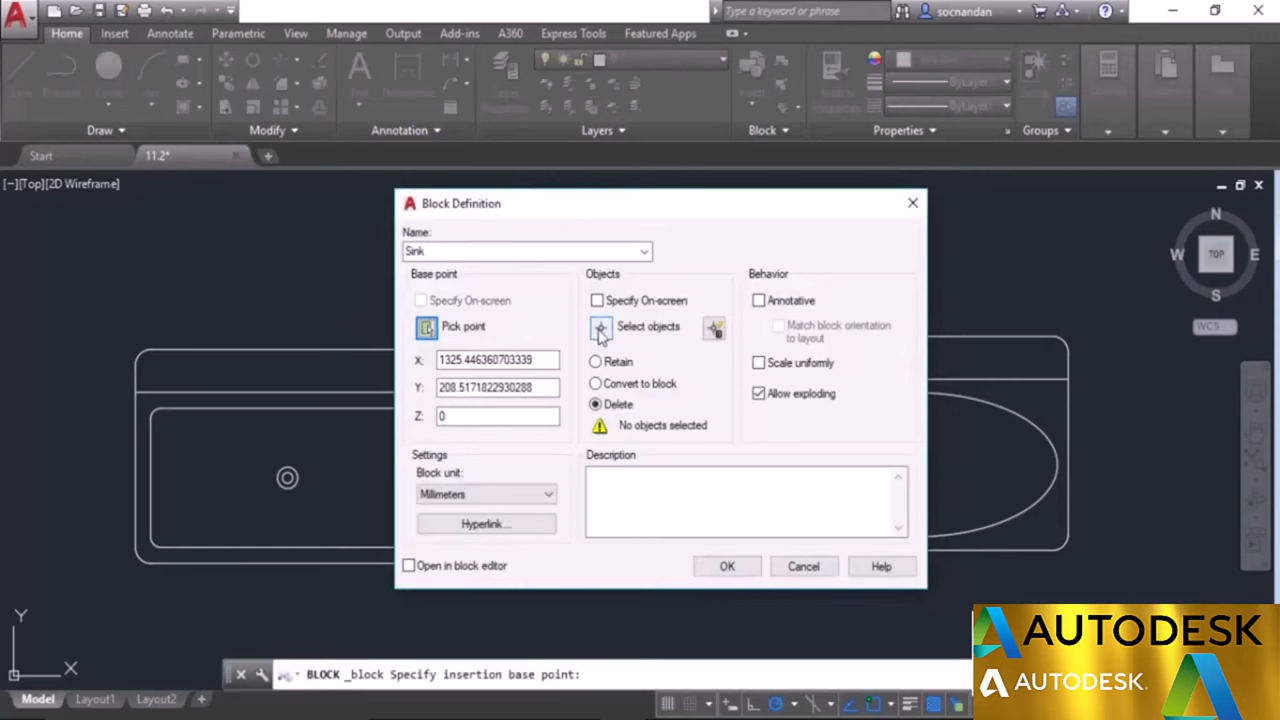 Type a keyword or phrase
socnandan
Home Insert Annotate Parametric View Manage Output Add-ins A360 Express Tools Featured Apps
ByLayer
ByLayer
Draw Modify Annotation Layers Block Properties Groups
Start 11.2* +
[−][Top][2D Wireframe]
N
W TOP E
S
WCS
Block Definition
Name:
Sink
Base point Objects Behavior
Specify On-screen Specify On-screen Annotative
Pick point Select objects Match block orientation
to layout
X: 1325.446360703339 Retain Scale uniformly
Y: 208.5171822930288 Convert to block Allow exploding
Z: 0 Delete
No objects selected
Settings Description
Block unit:
Millimeters
Hyperlink...
Open in block editor OK Cancel Help
Y
X
BLOCK _block Specify insertion base point:
Model Layout1 Layout2 +
AUTODESK
AUTODESK.